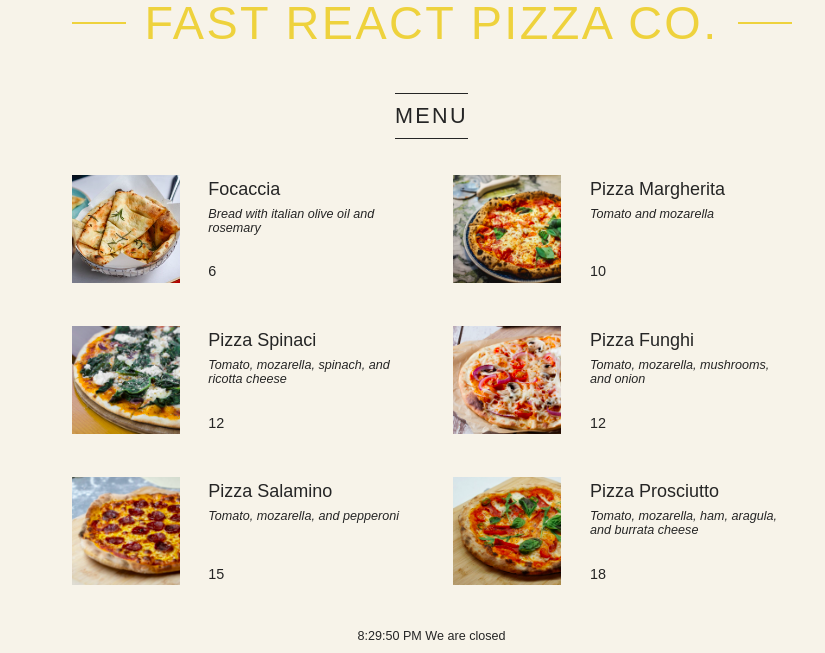 FAST REACT PIZZA CO.
MENU
Focaccia
Bread with italian olive oil and
rosemary
6
Pizza Margherita
Tomato and mozarella
10
Pizza Spinaci
Tomato, mozarella, spinach, and
ricotta cheese
12
Pizza Funghi
Tomato, mozarella, mushrooms,
and onion
12
Pizza Salamino
Tomato, mozarella, and pepperoni
15
Pizza Prosciutto
Tomato, mozarella, ham, aragula,
and burrata cheese
18
8:29:50 PM We are closed